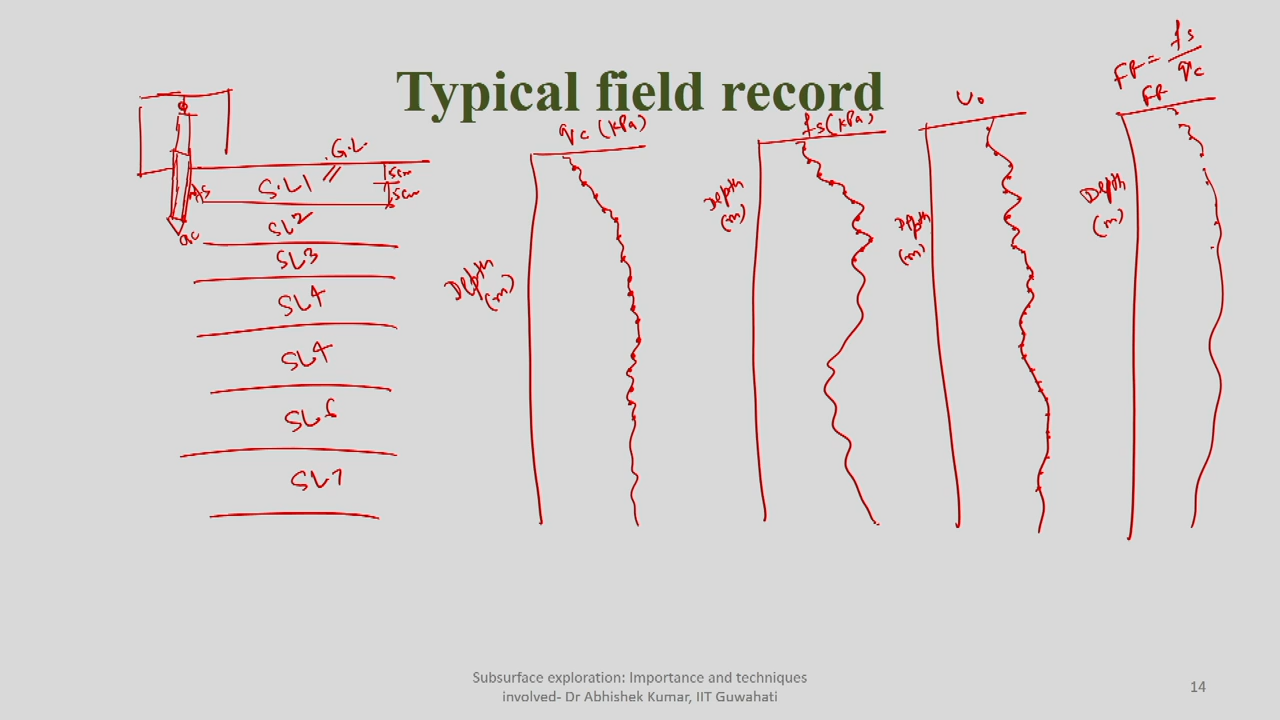 Typical field record
G.L.
S.L1
5cm
5cm
fs
qc
SL2
SL3
SL4
SL4
SL6
SL7
qc (kPa)
Depth
(m)
fs (kPa)
Depth
(m)
U0
Depth
(m)
FR = fs
qc
FR
Depth
(m)
Subsurface exploration: Importance and techniques
involved- Dr Abhishek Kumar, IIT Guwahati
14